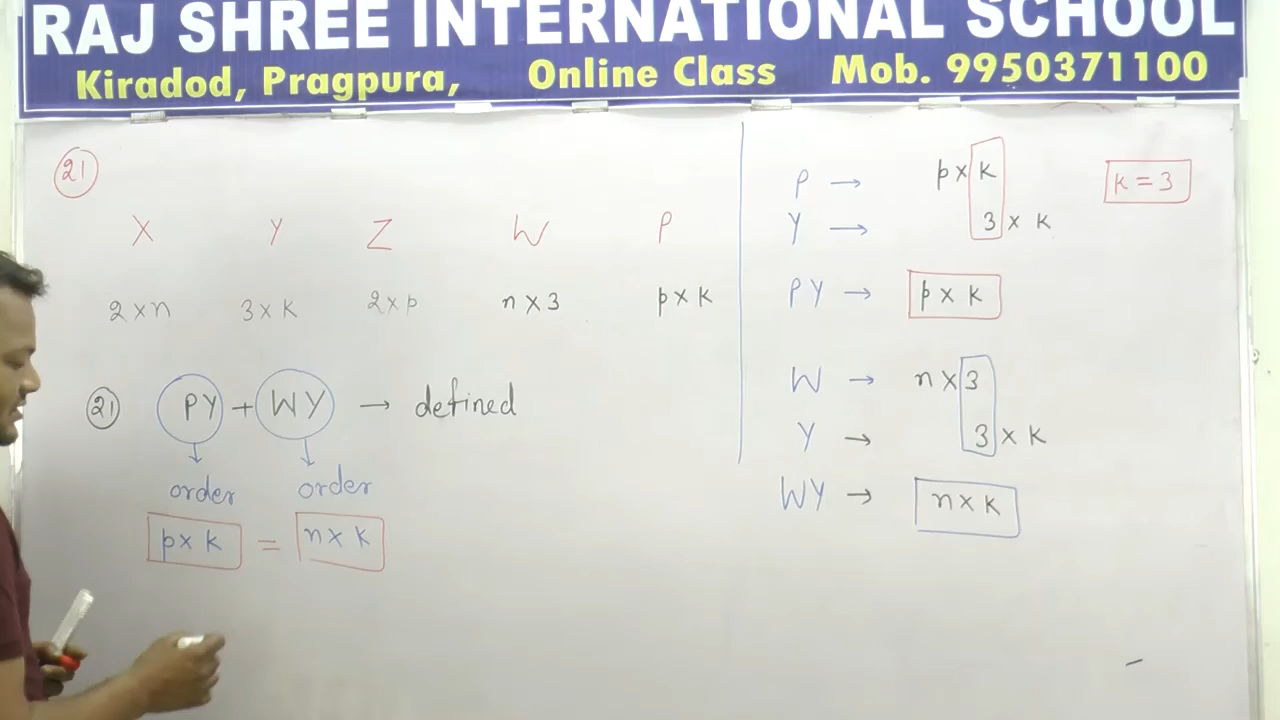 RAJ SHREE INTERNATIONAL SCHOOL
Kiradod, Pragpura, Online Class Mob. 9950371100
21
X Y Z W P
2 x n 3 x k 2 x p n x 3 p x k
21 PY + WY → defined
order order
p x k = n x k
P → p x k
k = 3
Y → 3 x k
PY → p x k
W → n x 3
Y → 3 x k
WY → n x k